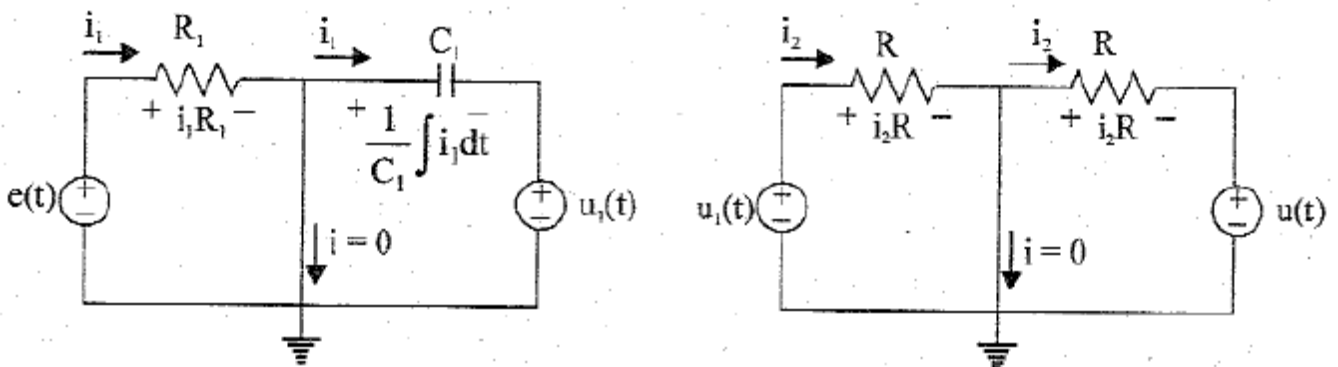 i₁ R₁ i₁ C₁
+ i₁R₁ − + 1/C₁ ∫ i₁dt −
e(t) + − + − u₁(t)
i = 0
i₂ R i₂ R
+ i₂R − + i₂R −
u₁(t) + − + − u(t)
i = 0